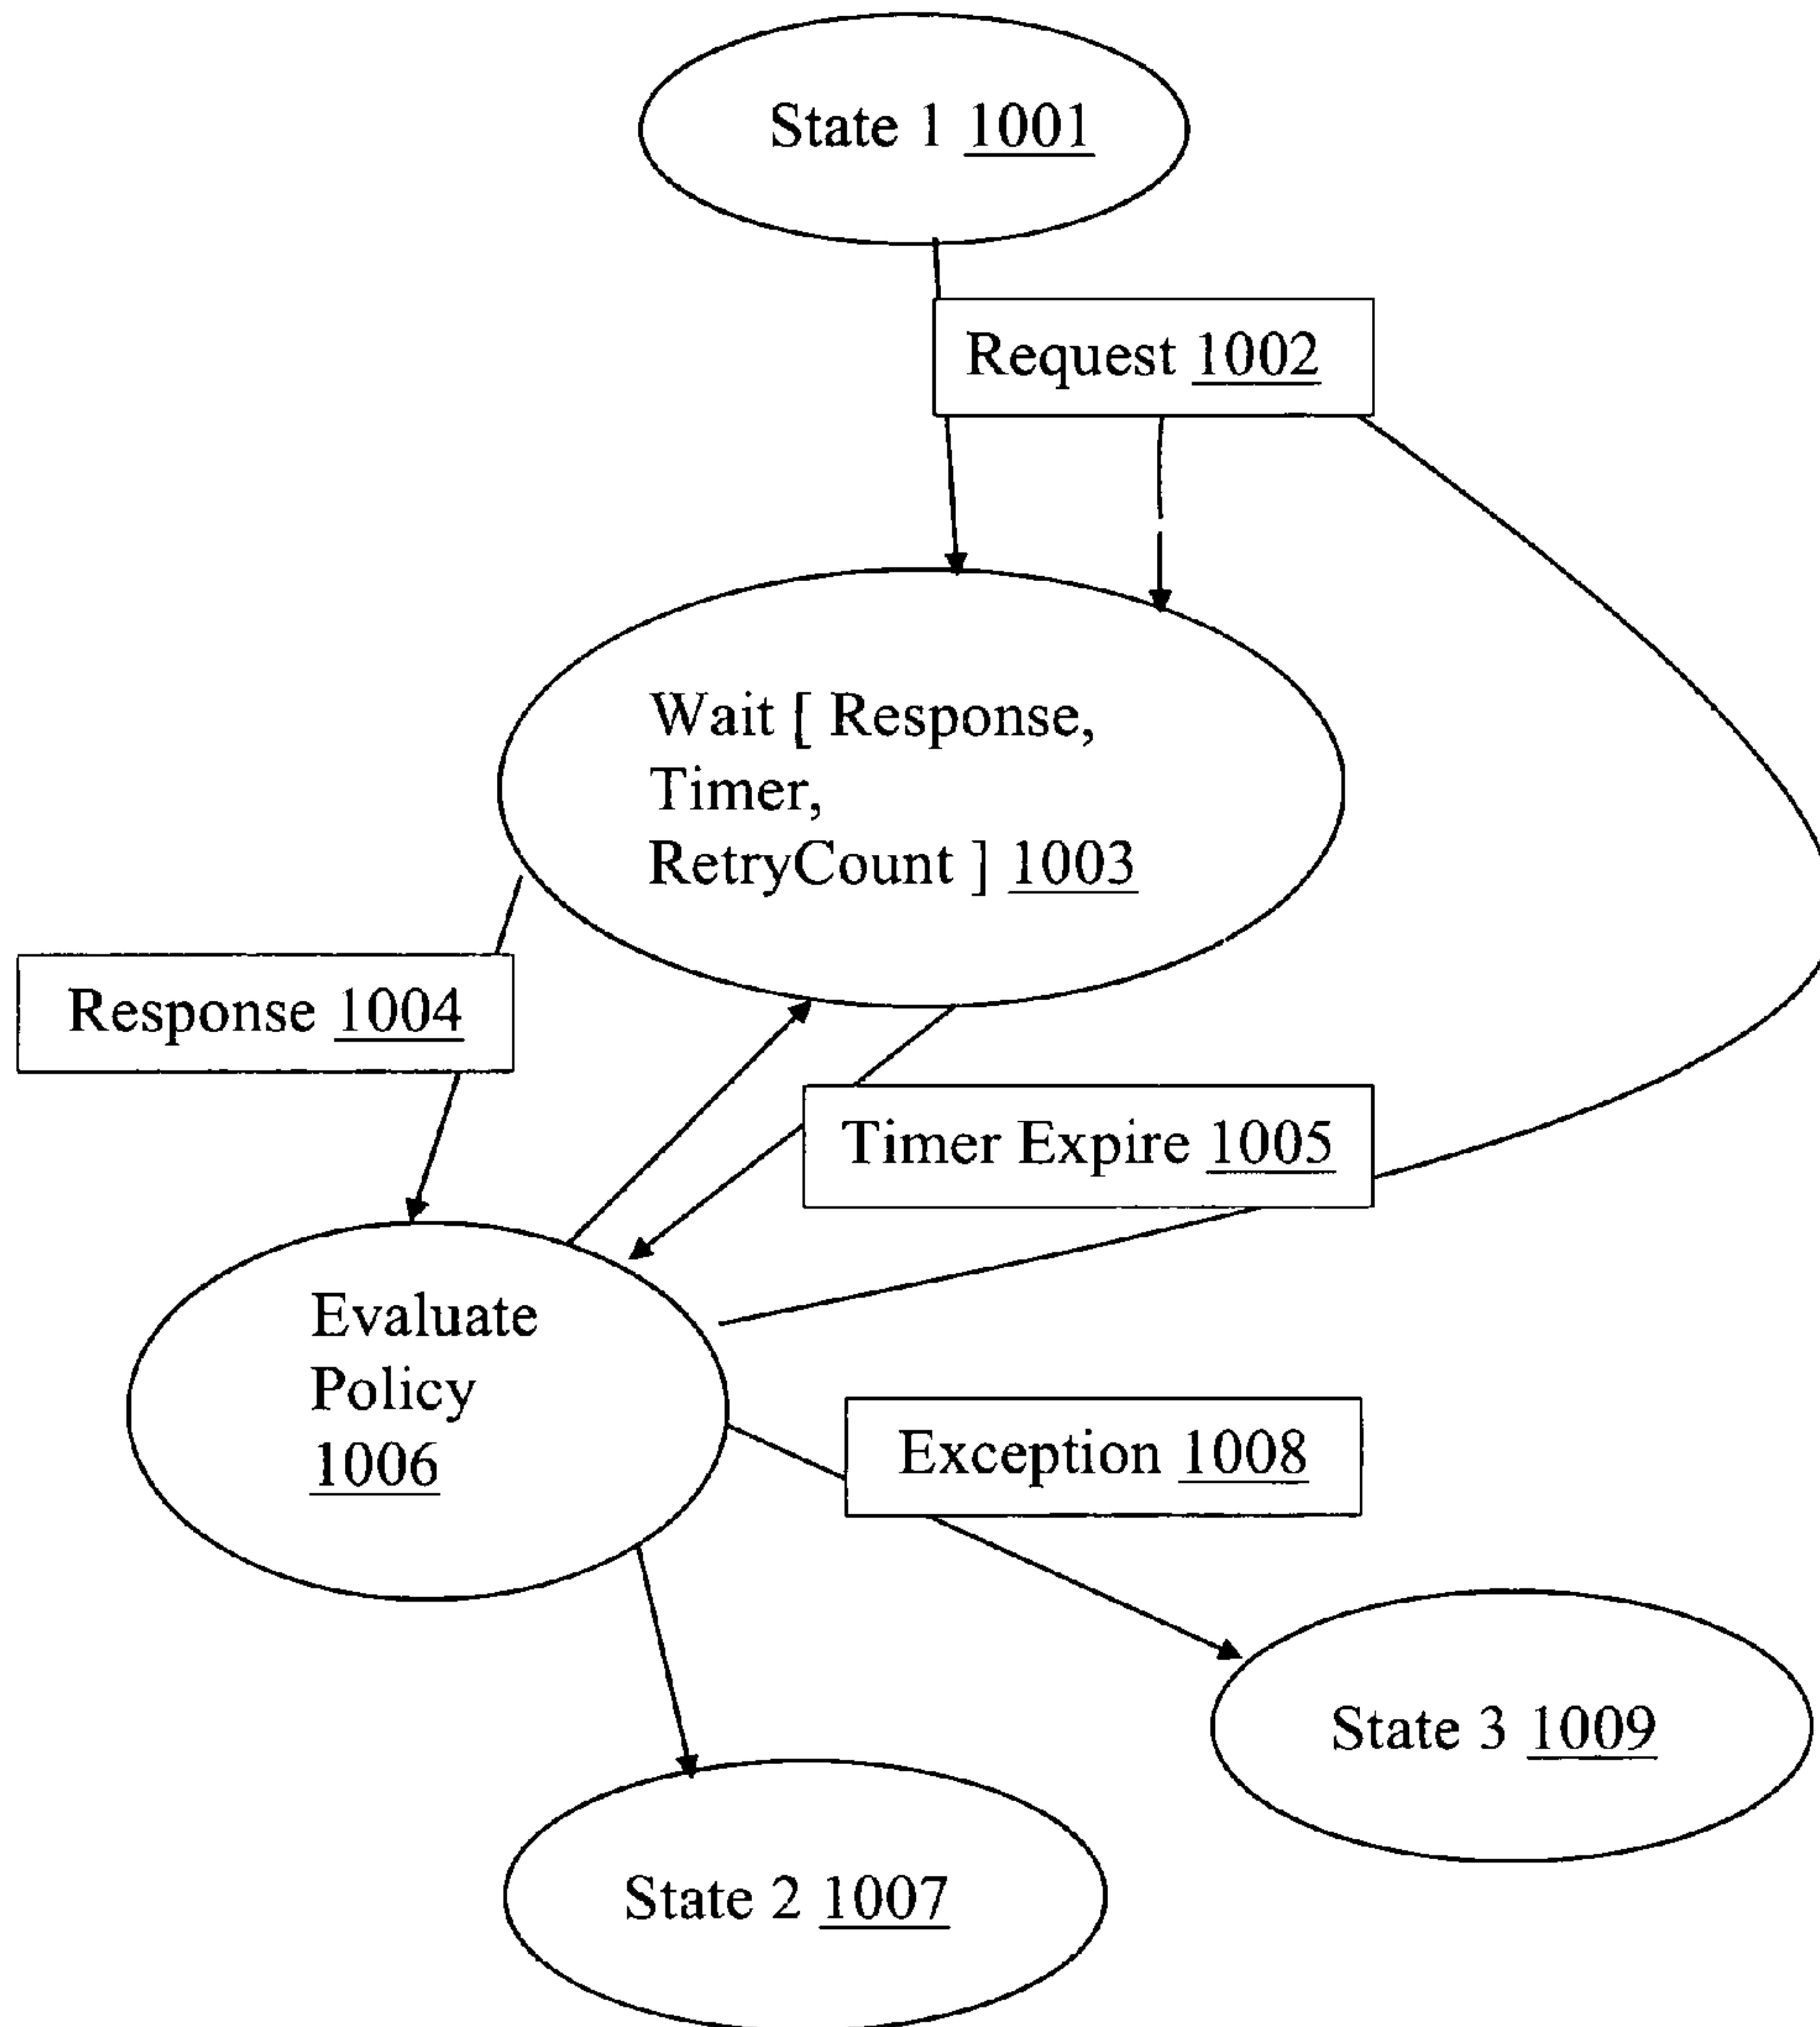 State 1 1001
Request 1002
Wait [ Response,
Timer,
RetryCount ] 1003
Response 1004
Timer Expire 1005
Evaluate
Policy
1006
Exception 1008
State 3 1009
State 2 1007